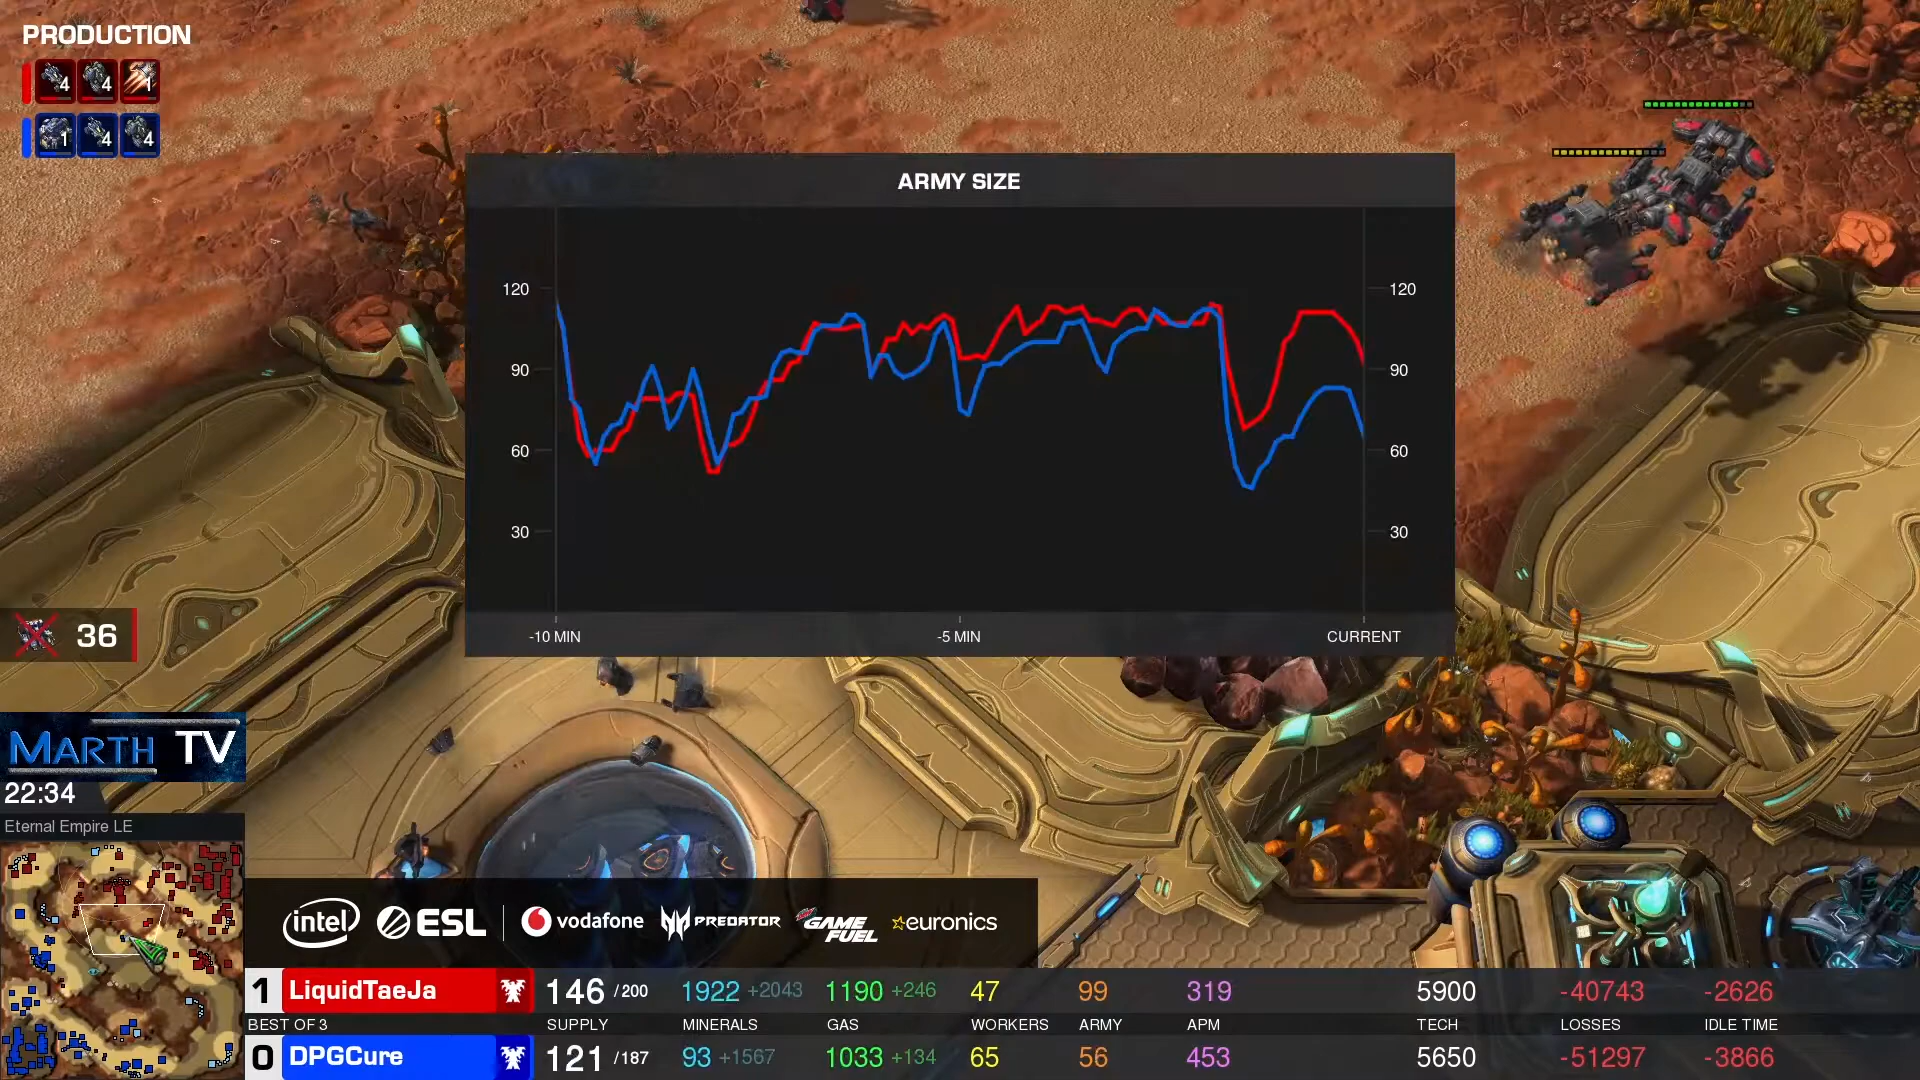 PRODUCTION
4 4 1
1 4 4
ARMY SIZE
120 120
90 90
60 60
30 30
-10 MIN -5 MIN CURRENT
36
MARTH TV
22:34
Eternal Empire LE
intel ESL vodafone PREDATOR GAME FUEL euronics
1 LiquidTaeJa 146 /200 1922 +2043 1190 +246 47 99 319 5900 -40743 -2626
BEST OF 3 SUPPLY MINERALS GAS WORKERS ARMY APM TECH LOSSES IDLE TIME
0 DPGCure 121 /187 93 +1567 1033 +134 65 56 453 5650 -51297 -3866